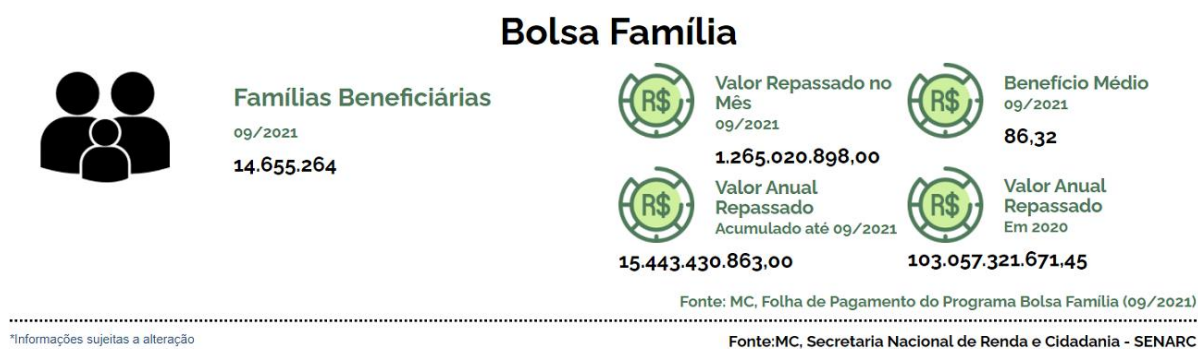 Bolsa Família
Famílias Beneficiárias
09/2021
14.655.264
R$
Valor Repassado no
Mês
09/2021
1.265.020.898,00
R$
Benefício Médio
09/2021
86,32
R$
Valor Anual
Repassado
Acumulado até 09/2021
15.443.430.863,00
R$
Valor Anual
Repassado
Em 2020
103.057.321.671,45
Fonte: MC, Folha de Pagamento do Programa Bolsa Família (09/2021)
*Informações sujeitas a alteração
Fonte:MC, Secretaria Nacional de Renda e Cidadania - SENARC